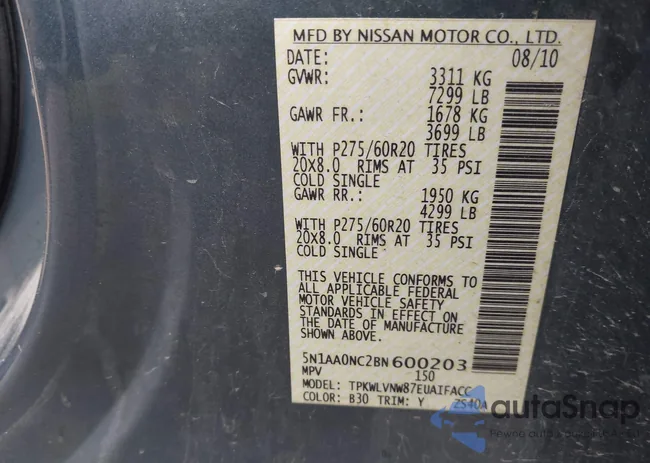 MFD BY NISSAN MOTOR CO., LTD.
DATE: 08/10
GVWR: 3311 KG
7299 LB
GAWR FR.: 1678 KG
3699 LB
WITH P275/60R20 TIRES
20X8.0 RIMS AT 35 PSI
COLD SINGLE
GAWR RR.: 1950 KG
4299 LB
WITH P275/60R20 TIRES
20X8.0 RIMS AT 35 PSI
COLD SINGLE
THIS VEHICLE CONFORMS TO
ALL APPLICABLE FEDERAL
MOTOR VEHICLE SAFETY
STANDARDS IN EFFECT ON
THE DATE OF MANUFACTURE
SHOWN ABOVE.
5N1AA0NC2BN600203
MPV 150
MODEL: TPKWLVNW87EUAIFACC
COLOR: B30 TRIM: Y ZS40A
autoSnap
Pewne auta z